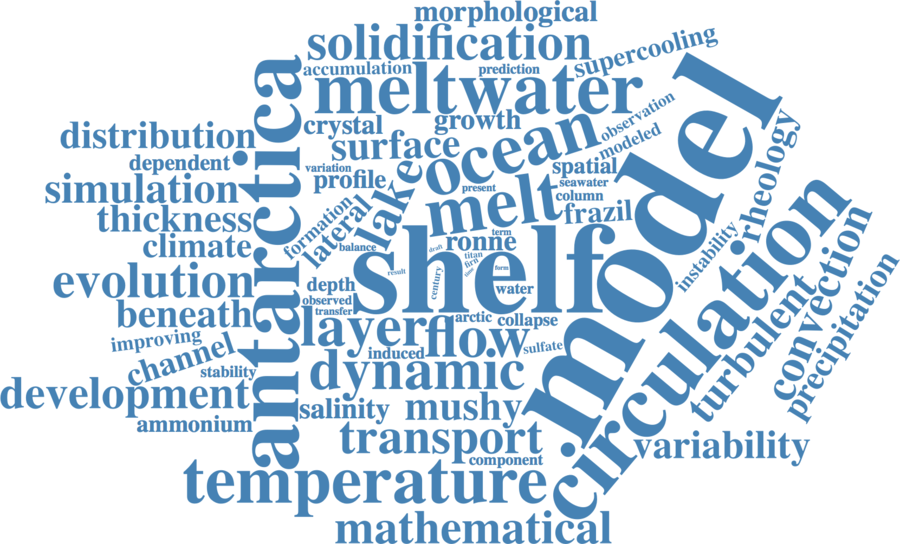 morphological
solidification
supercooling
accumulation
prediction
meltwater
model
observation
crystal
growth
modeled
distribution
surface
ocean
rheology
dependent
variation
spatial
antarctica
simulation
profile
lake
present
seawater
column
melt
frazil
thickness
formation
lateral
climate
balance
term
ronne
draft
titan
firn
shelf
form
instability
circulation
evolution
result
time
century
depth
water
observed
transfer
beneath
layer
flow
arctic
collapse
turbulent
convection
precipitation
improving
channel
induced
sulfate
stability
dynamic
development
salinity
mushy
ammonium
transport
variability
component
temperature
mathematical